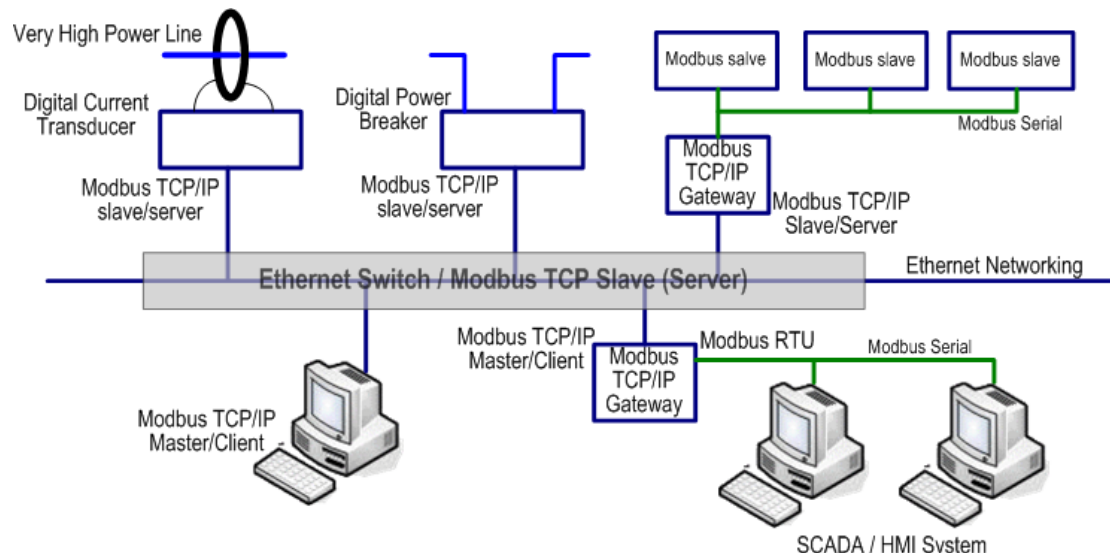 Very High Power Line
Digital Current
Transducer
Modbus TCP/IP
slave/server
Digital Power
Breaker
Modbus TCP/IP
slave/server
Modbus salve
Modbus slave
Modbus slave
Modbus Serial
Modbus
TCP/IP
Gateway
Modbus TCP/IP
Slave/Server
Ethernet Switch / Modbus TCP Slave (Server)
Ethernet Networking
Modbus TCP/IP
Master/Client
Modbus TCP/IP
Master/Client
Modbus
TCP/IP
Gateway
Modbus RTU
Modbus Serial
SCADA / HMI System